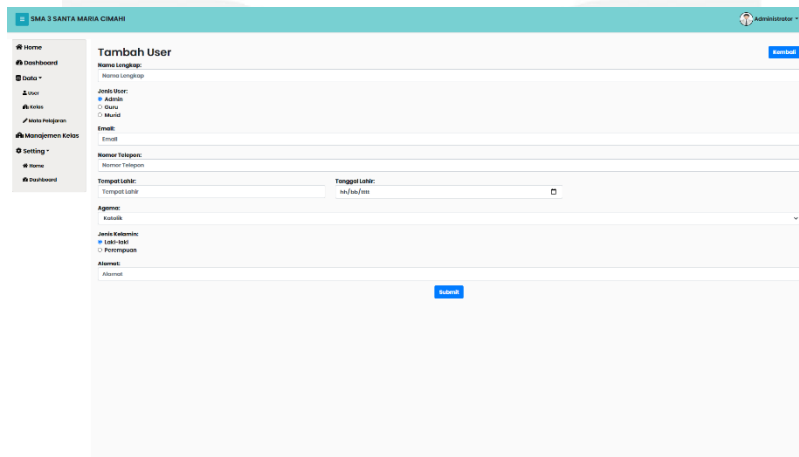 SMA 3 SANTA MARIA CIMAHI
Administrator
Home
Dashboard
Data
User
Kelas
Mata Pelajaran
Manajemen Kelas
Setting
Home
Dashboard
Tambah User
Kembali
Nama Lengkap:
Nama Lengkap
Jenis User:
Admin
Guru
Murid
Email:
Email
Nomor Telepon:
Nomor Telepon
Tempat Lahir:
Tempat Lahir
Tanggal Lahir:
hh/bb/tttt
Agama:
Katolik
Jenis Kelamin:
Laki-laki
Perempuan
Alamat:
Alamat
Submit